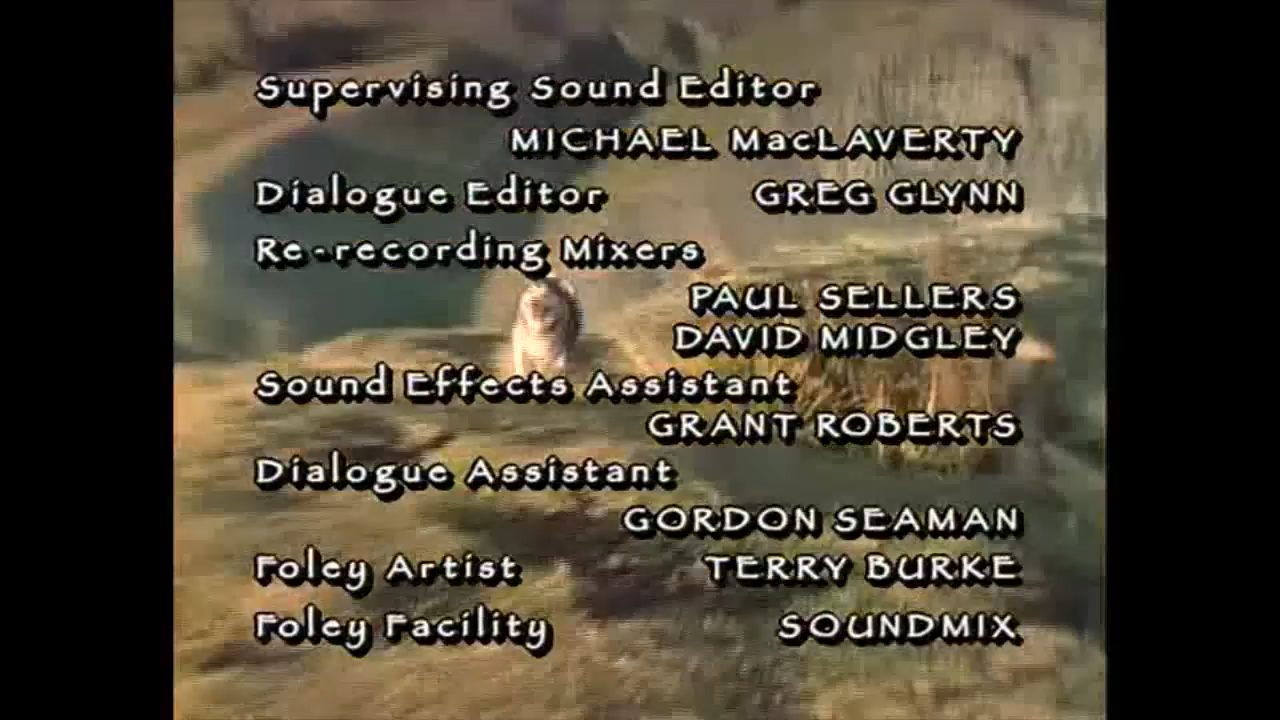 Supervising Sound Editor
MICHAEL MacLAVERTY
Dialogue Editor GREG GLYNN
Re-recording Mixers
PAUL SELLERS
DAVID MIDGLEY
Sound Effects Assistant
GRANT ROBERTS
Dialogue Assistant
GORDON SEAMAN
Foley Artist TERRY BURKE
Foley Facility SOUNDMIX